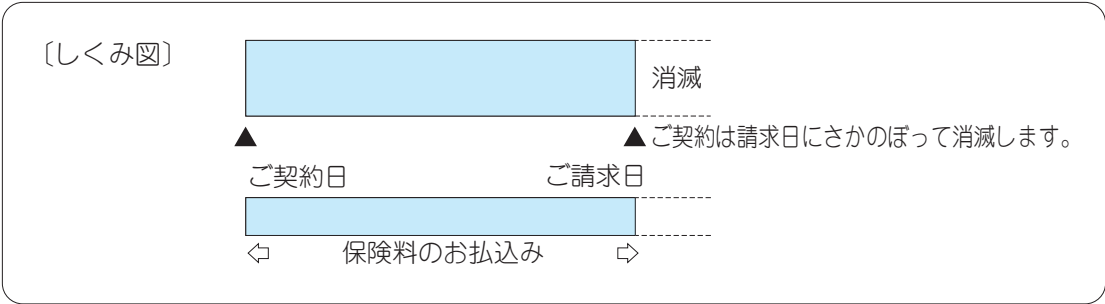 〔しくみ図〕
消滅
▲ ▲ご契約は請求日にさかのぼって消滅します。
ご契約日 ご請求日
⇦ 保険料のお払込み ⇨